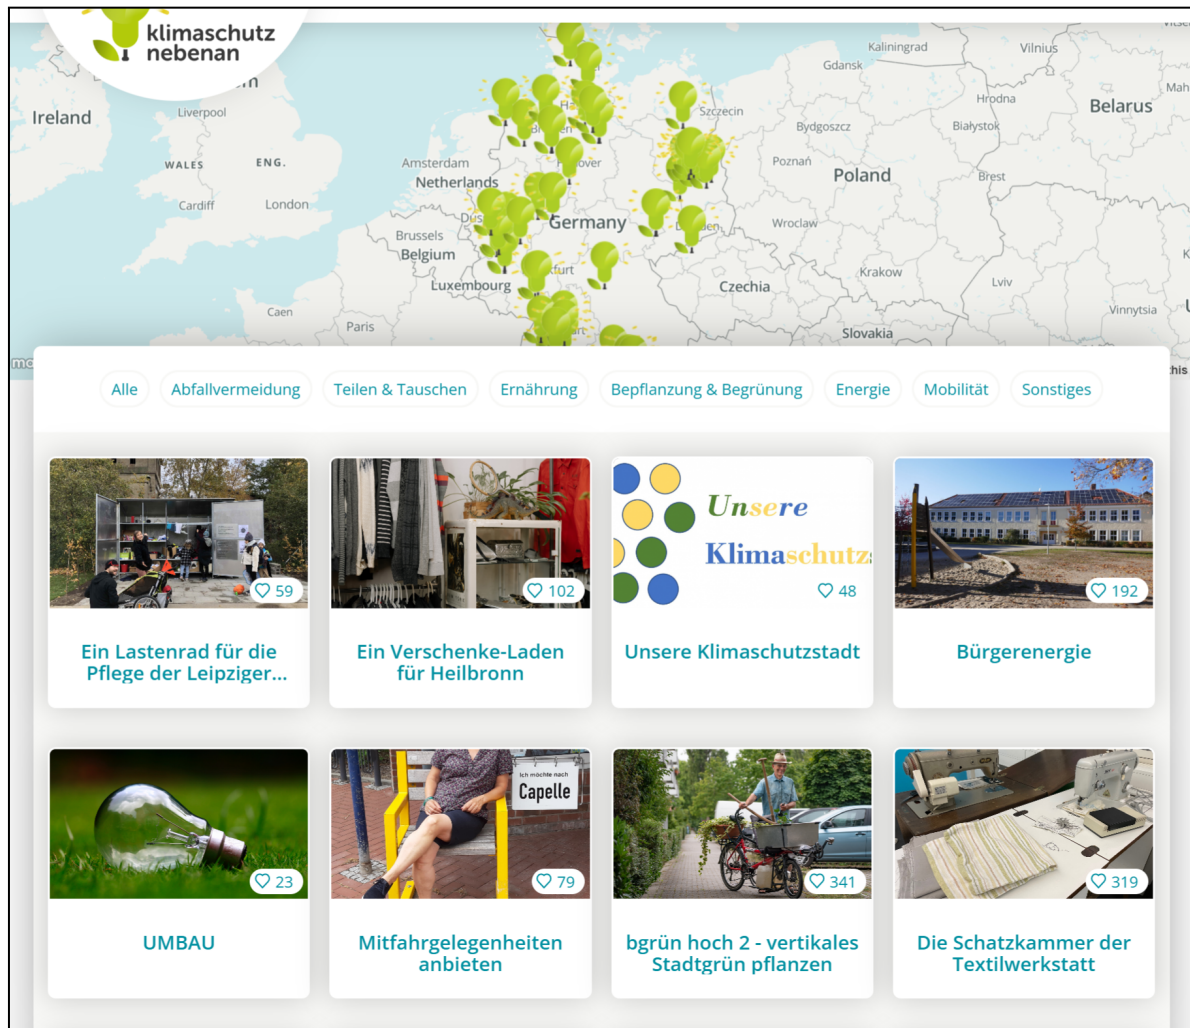 klimaschutz
nebenan
Ireland
Liverpool
WALES
ENG.
Cardiff
London
Amsterdam
Netherlands
Brussels
Belgium
Luxembourg
Caen
Paris
Germany
Kaliningrad
Vilnius
Gdansk
Szczecin
Hrodna
Belarus
Bydgoszcz
Białystok
Poznań
Poland
Brest
Wroclaw
Czechia
Krakow
Lviv
Vinnytsia
Slovakia
Alle
Abfallvermeidung
Teilen & Tauschen
Ernährung
Bepflanzung & Begrünung
Energie
Mobilität
Sonstiges
59
102
Unsere
Klimaschutz
48
192
Ein Lastenrad für die
Pflege der Leipziger...
Ein Verschenke-Laden
für Heilbronn
Unsere Klimaschutzstadt
Bürgerenergie
23
Ich möchte nach
Capelle
79
341
319
UMBAU
Mitfahrgelegenheiten
anbieten
bgrün hoch 2 - vertikales
Stadtgrün pflanzen
Die Schatzkammer der
Textilwerkstatt